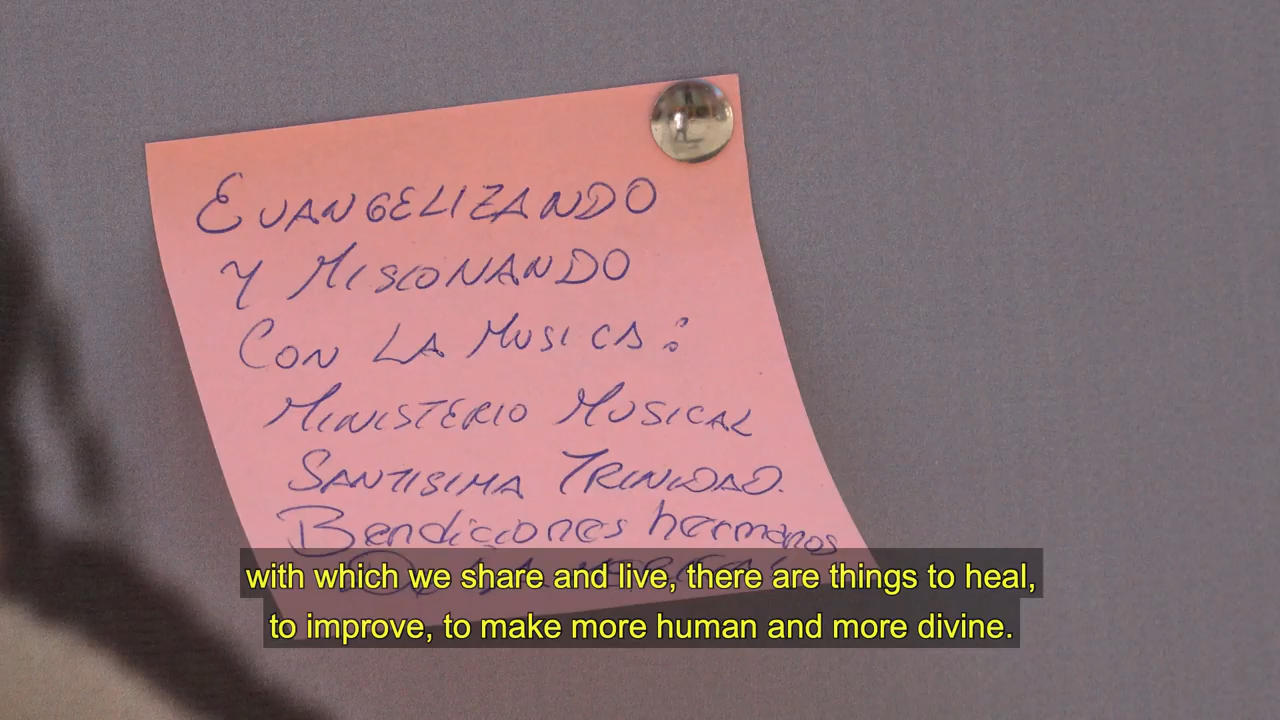 EVANGELIZANDO
Y MISIONANDO
CON LA MUSICA:
MINISTERIO MUSICAL
SANTISIMA TRINIDAD.
Bendiciones hermanos
with which we share and live, there are things to heal,
to improve, to make more human and more divine.